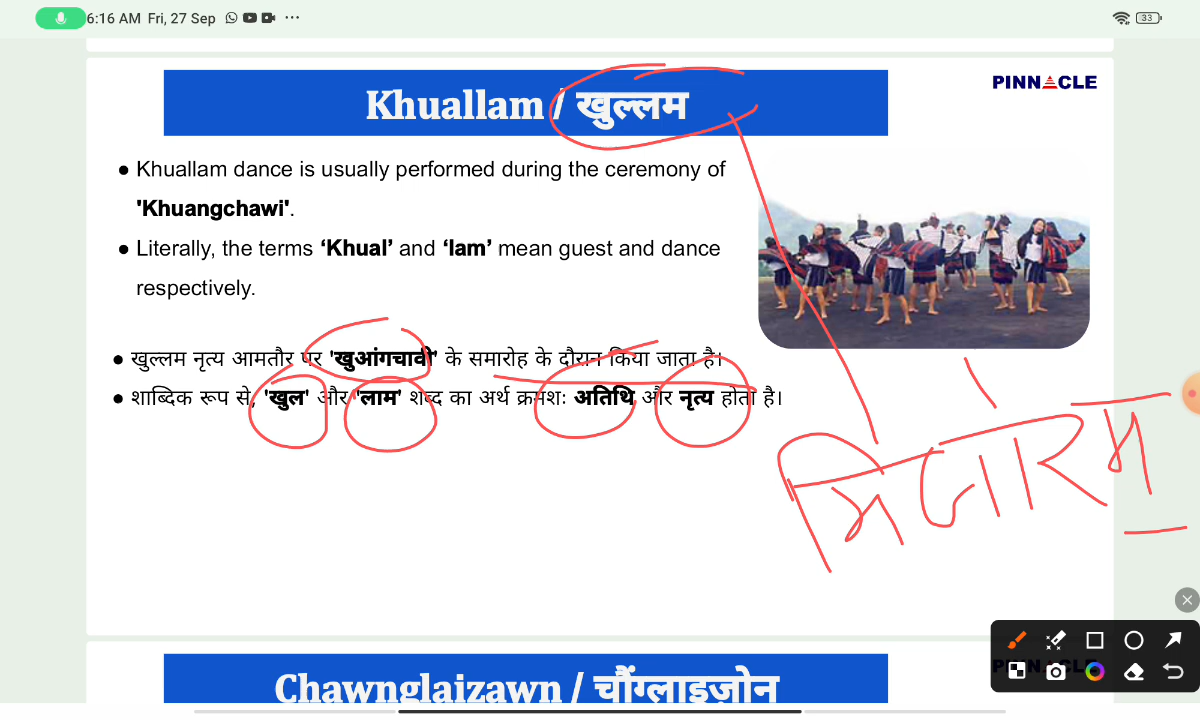 6:16 AM Fri, 27 Sep
33
Khuallam / खुल्लम
PINNACLE
● Khuallam dance is usually performed during the ceremony of
'Khuangchawi'.
● Literally, the terms ‘Khual’ and ‘lam’ mean guest and dance
respectively.
● खुल्लम नृत्य आमतौर पर 'खुआंगचावी' के समारोह के दौरान किया जाता है।
● शाब्दिक रूप से, 'खुल' और 'लाम' शब्द का अर्थ क्रमशः अतिथि और नृत्य होता है।
मिजोरम
Chawnglaizawn / चौंग्लाइज़ोन